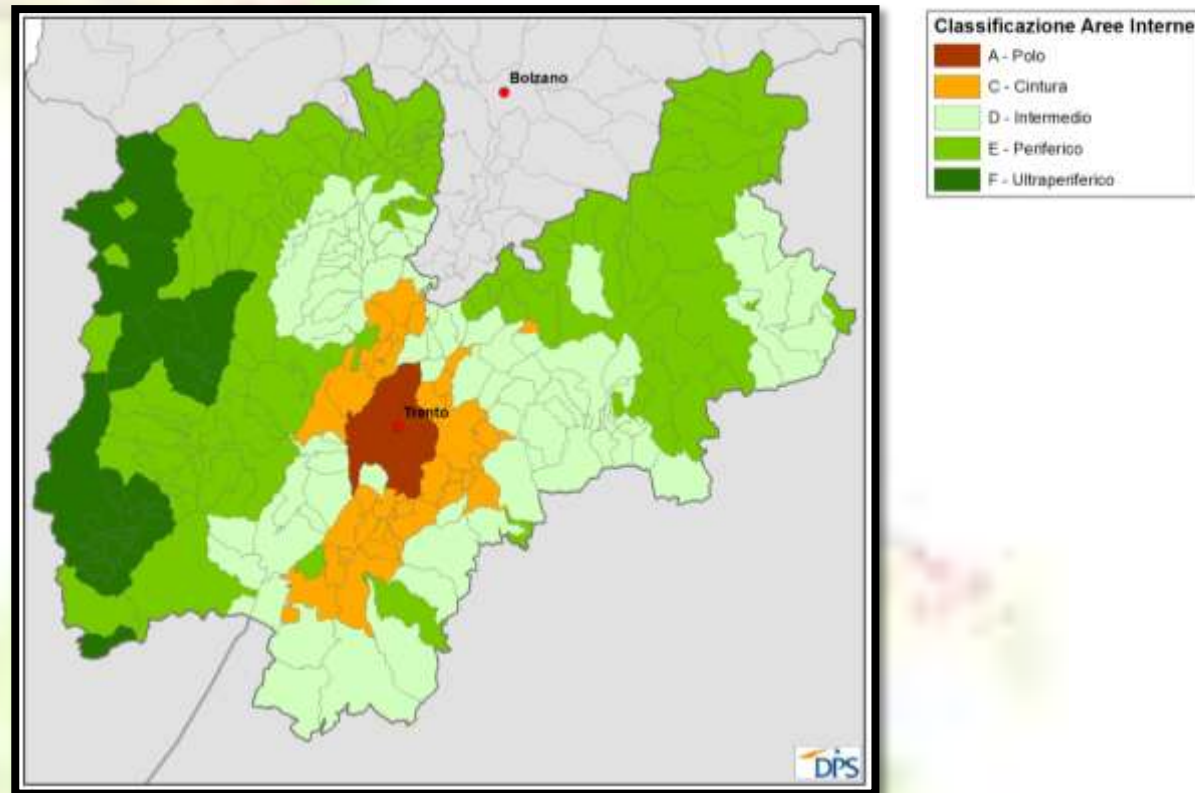 Classificazione Aree Interne
A - Polo
C - Cintura
D - Intermedio
E - Periferico
F - Ultraperiferico
Bolzano
Trento
DPS